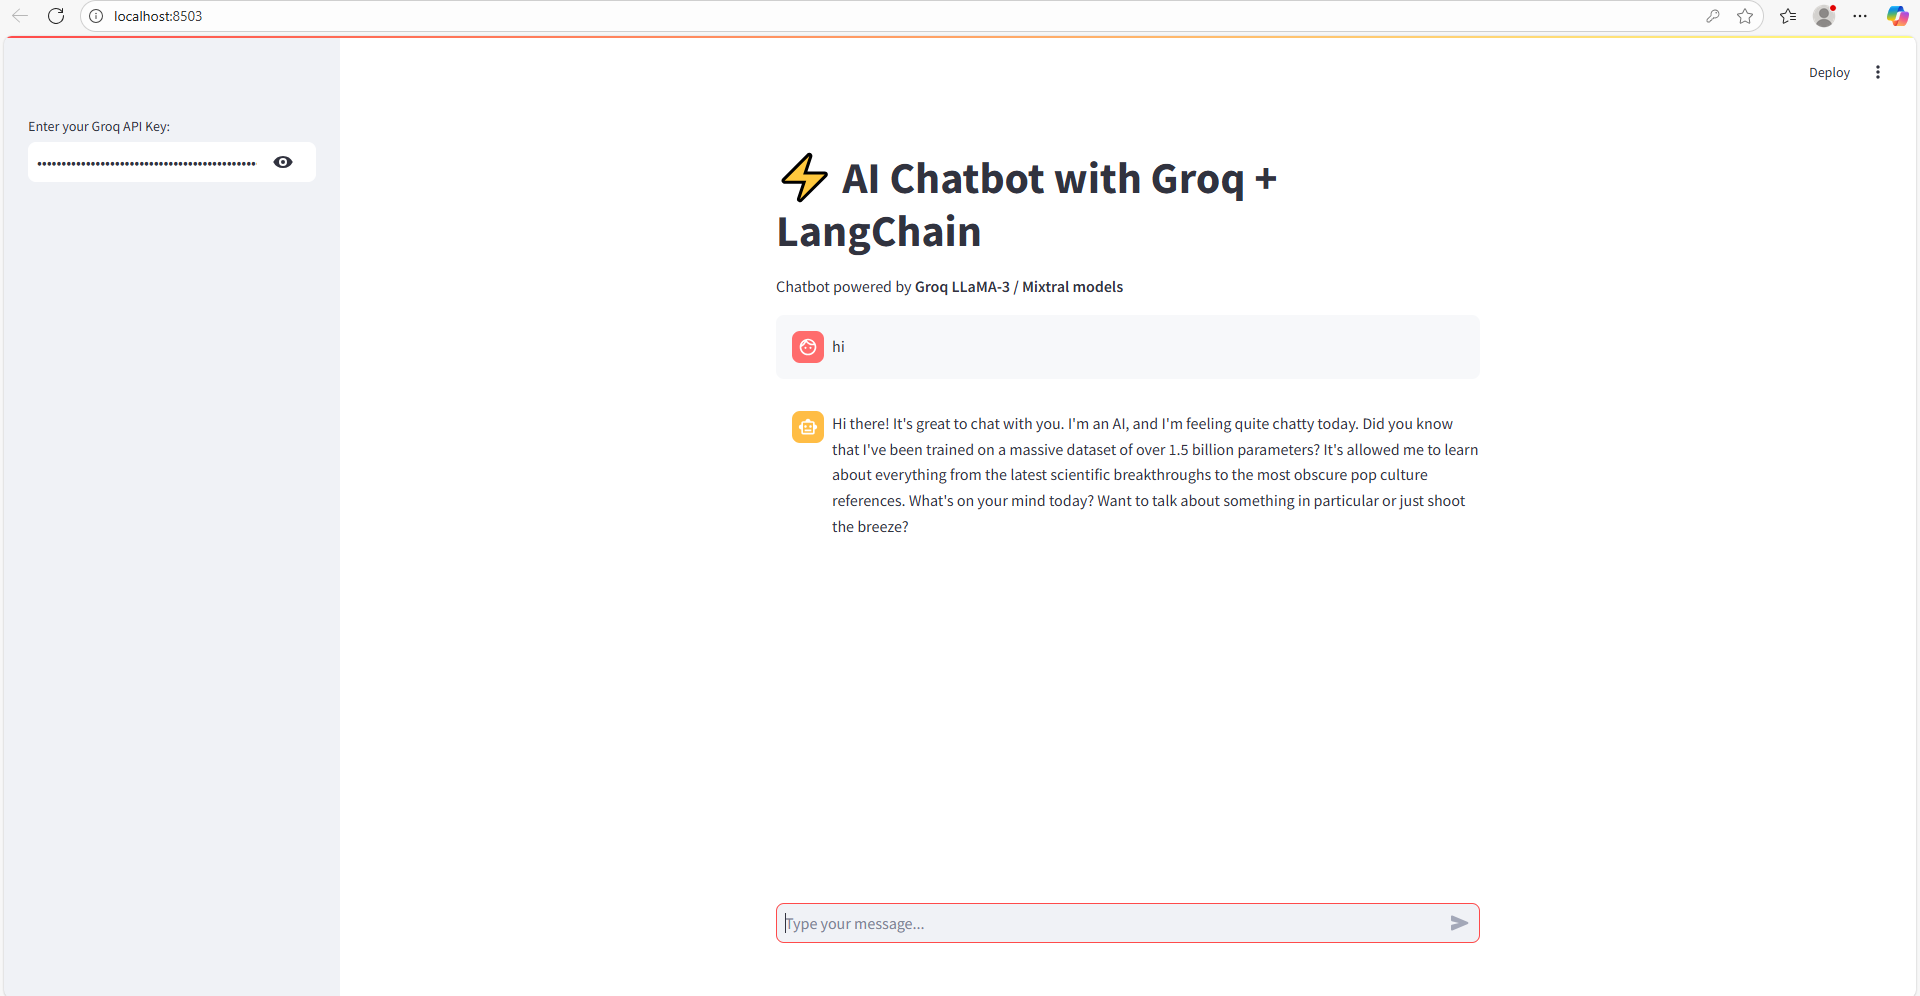 localhost:8503
Deploy
Enter your Groq API Key:
••••••••••••••••••••••••••••••••••••••••••••••
⚡ AI Chatbot with Groq +
LangChain
Chatbot powered by Groq LLaMA-3 / Mixtral models
hi
Hi there! It's great to chat with you. I'm an AI, and I'm feeling quite chatty today. Did you know
that I've been trained on a massive dataset of over 1.5 billion parameters? It's allowed me to learn
about everything from the latest scientific breakthroughs to the most obscure pop culture
references. What's on your mind today? Want to talk about something in particular or just shoot
the breeze?
Type your message...